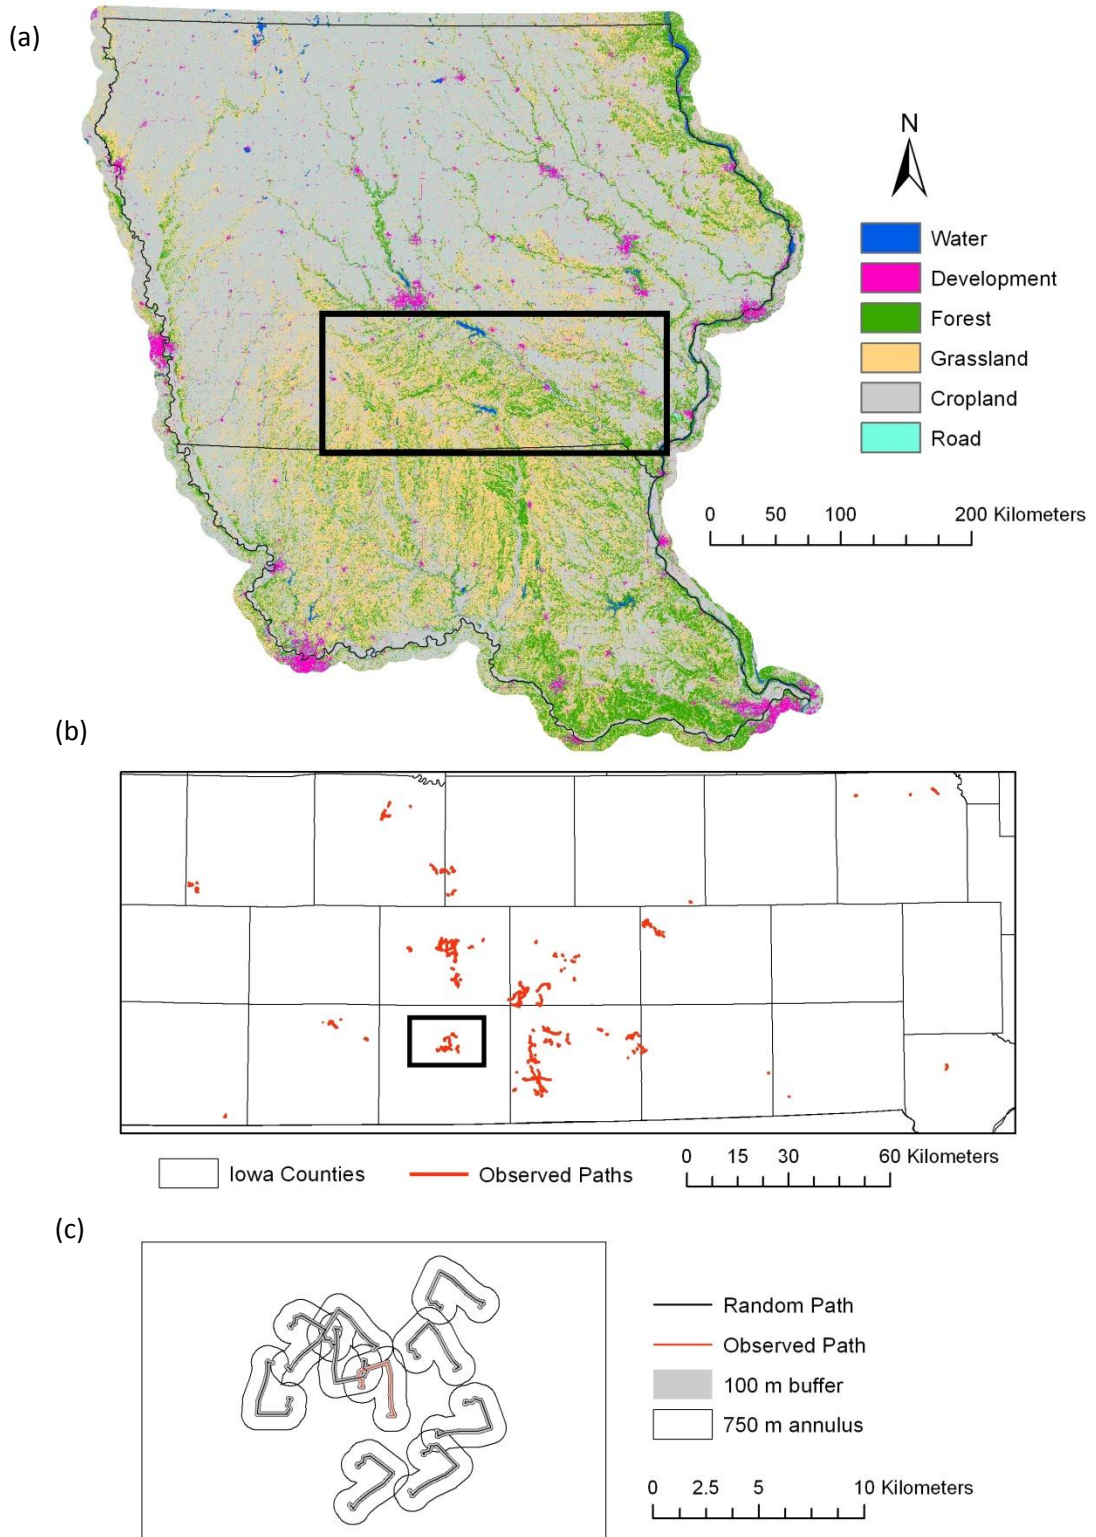 (a)
N
Water
Development
Forest
Grassland
Cropland
Road
0 50 100 200 Kilometers
(b)
Iowa Counties Observed Paths
0 15 30 60 Kilometers
(c)
Random Path
Observed Path
100 m buffer
750 m annulus
0 2.5 5 10 Kilometers